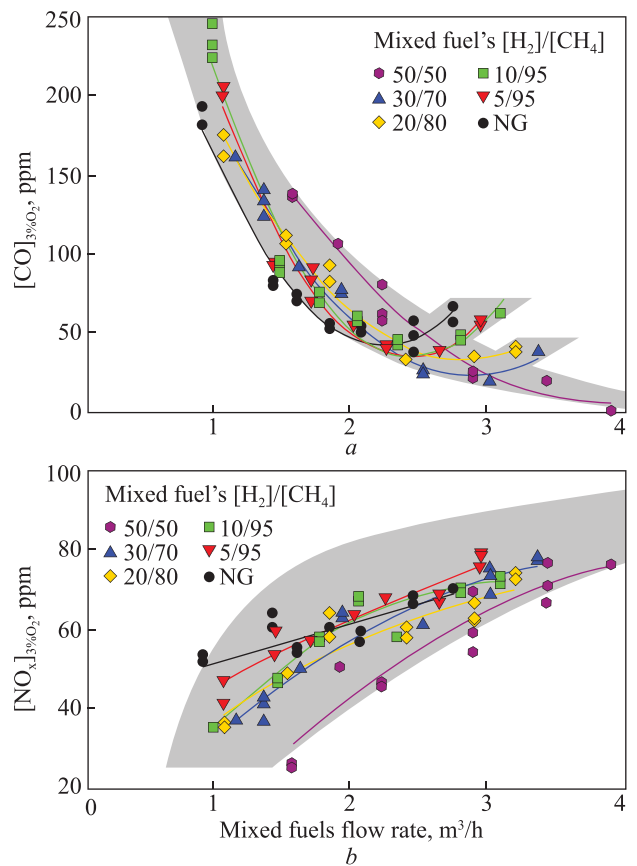 250
200
150
100
50
0
[CO]3%O₂, ppm
Mixed fuel's [H₂]/[CH₄]
50/50 10/95
30/70 5/95
20/80 NG
1 2 3 4
a
100
80
60
40
20
[NOₓ]3%O₂, ppm
Mixed fuel's [H₂]/[CH₄]
50/50 10/95
30/70 5/95
20/80 NG
0 1 2 3 4
Mixed fuels flow rate, m³/h
b